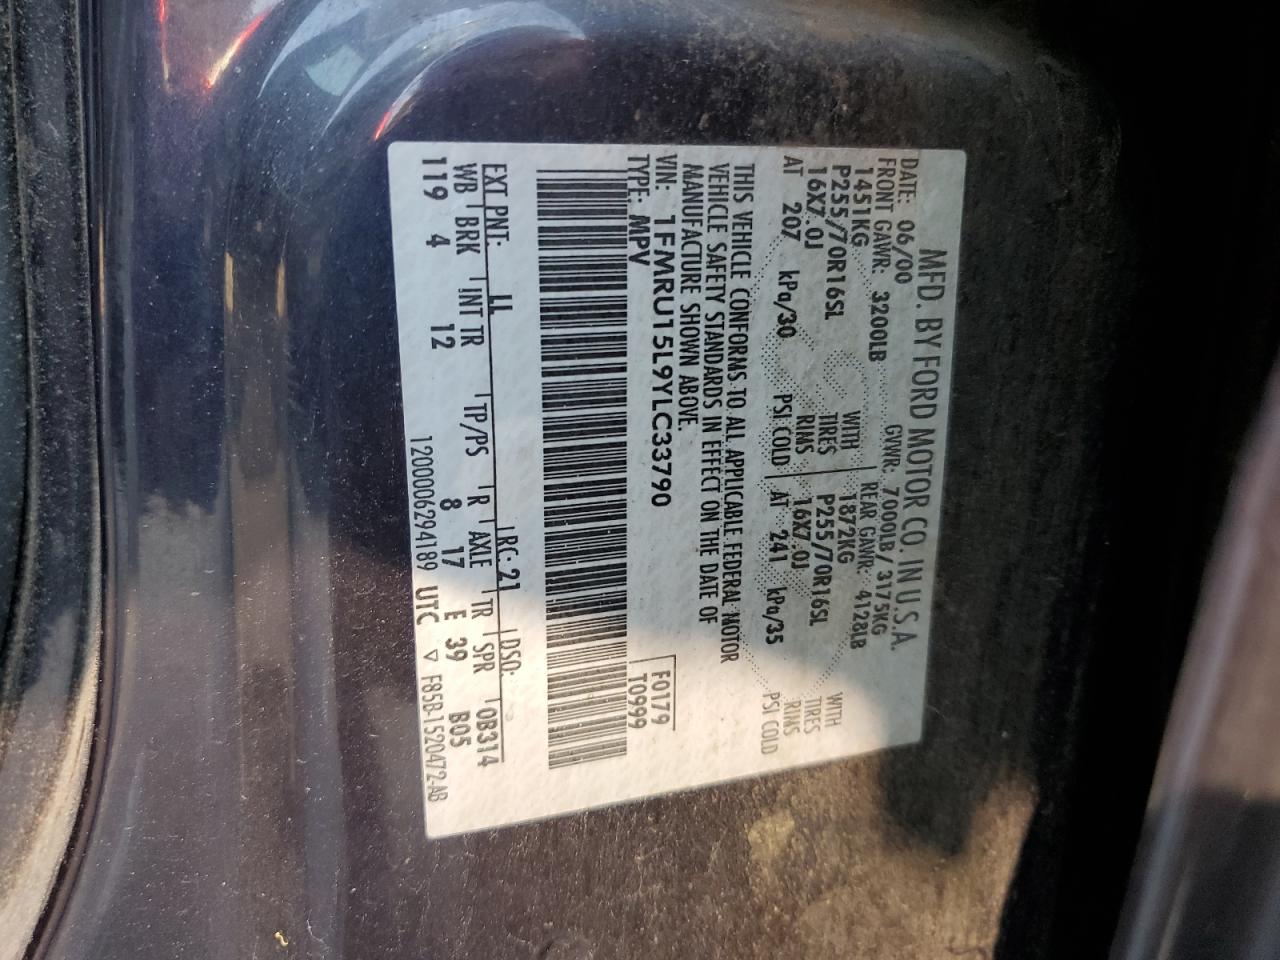 MFD. BY FORD MOTOR CO. IN U.S.A.
DATE: 06/00 GVWR: 7000LB/ 3175KG
FRONT GAWR: 3200LB REAR GAWR: 4128LB
1451KG WITH 1872KG WITH
P255/70R16SL TIRES P255/70R16SL TIRES
16X7.0J RIMS 16X7.0J RIMS
AT 207 kPa/30 PSI COLD AT 241 kPa/35 PSI COLD
THIS VEHICLE CONFORMS TO ALL APPLICABLE FEDERAL MOTOR
VEHICLE SAFETY STANDARDS IN EFFECT ON THE DATE OF
MANUFACTURE SHOWN ABOVE.
VIN: 1FMRU15L9YLC33790 F0179
TYPE: MPV T0999
EXT PNT: LL RC: 21 DSO: 0B314
WB BRK INT TR TP/PS R AXLE TR SPR
119 4 12 8 17 E 39 B05
1200006294189 UTC ▽ F85B-1520472-AB